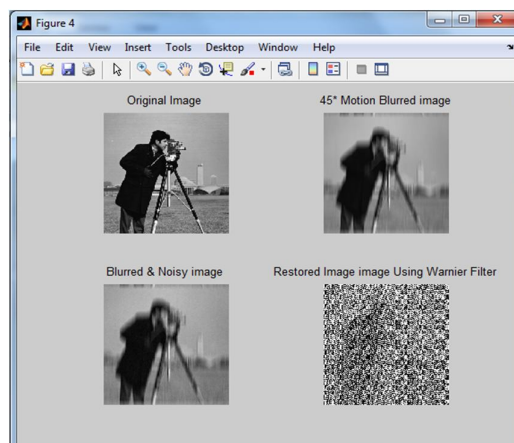 Figure 4
File Edit View Insert Tools Desktop Window Help
Original Image
45* Motion Blurred image
Blurred & Noisy image
Restored Image image Using Warnier Filter